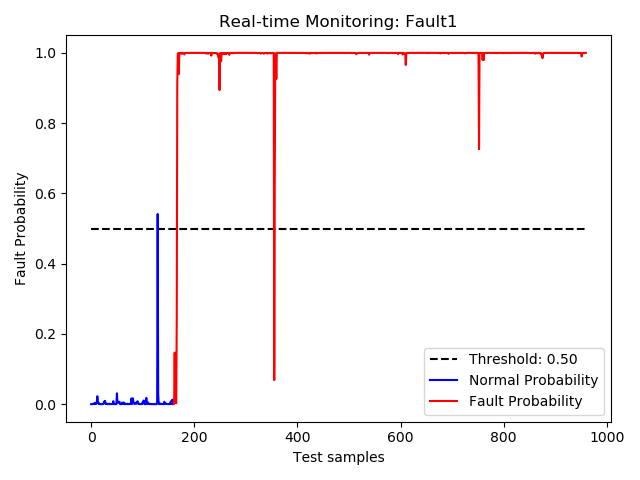 Real-time Monitoring: Fault1
1.0
0.8
0.6
0.4
0.2
0.0
Fault Probability
Threshold: 0.50
Normal Probability
Fault Probability
0
200
400
600
800
1000
Test samples